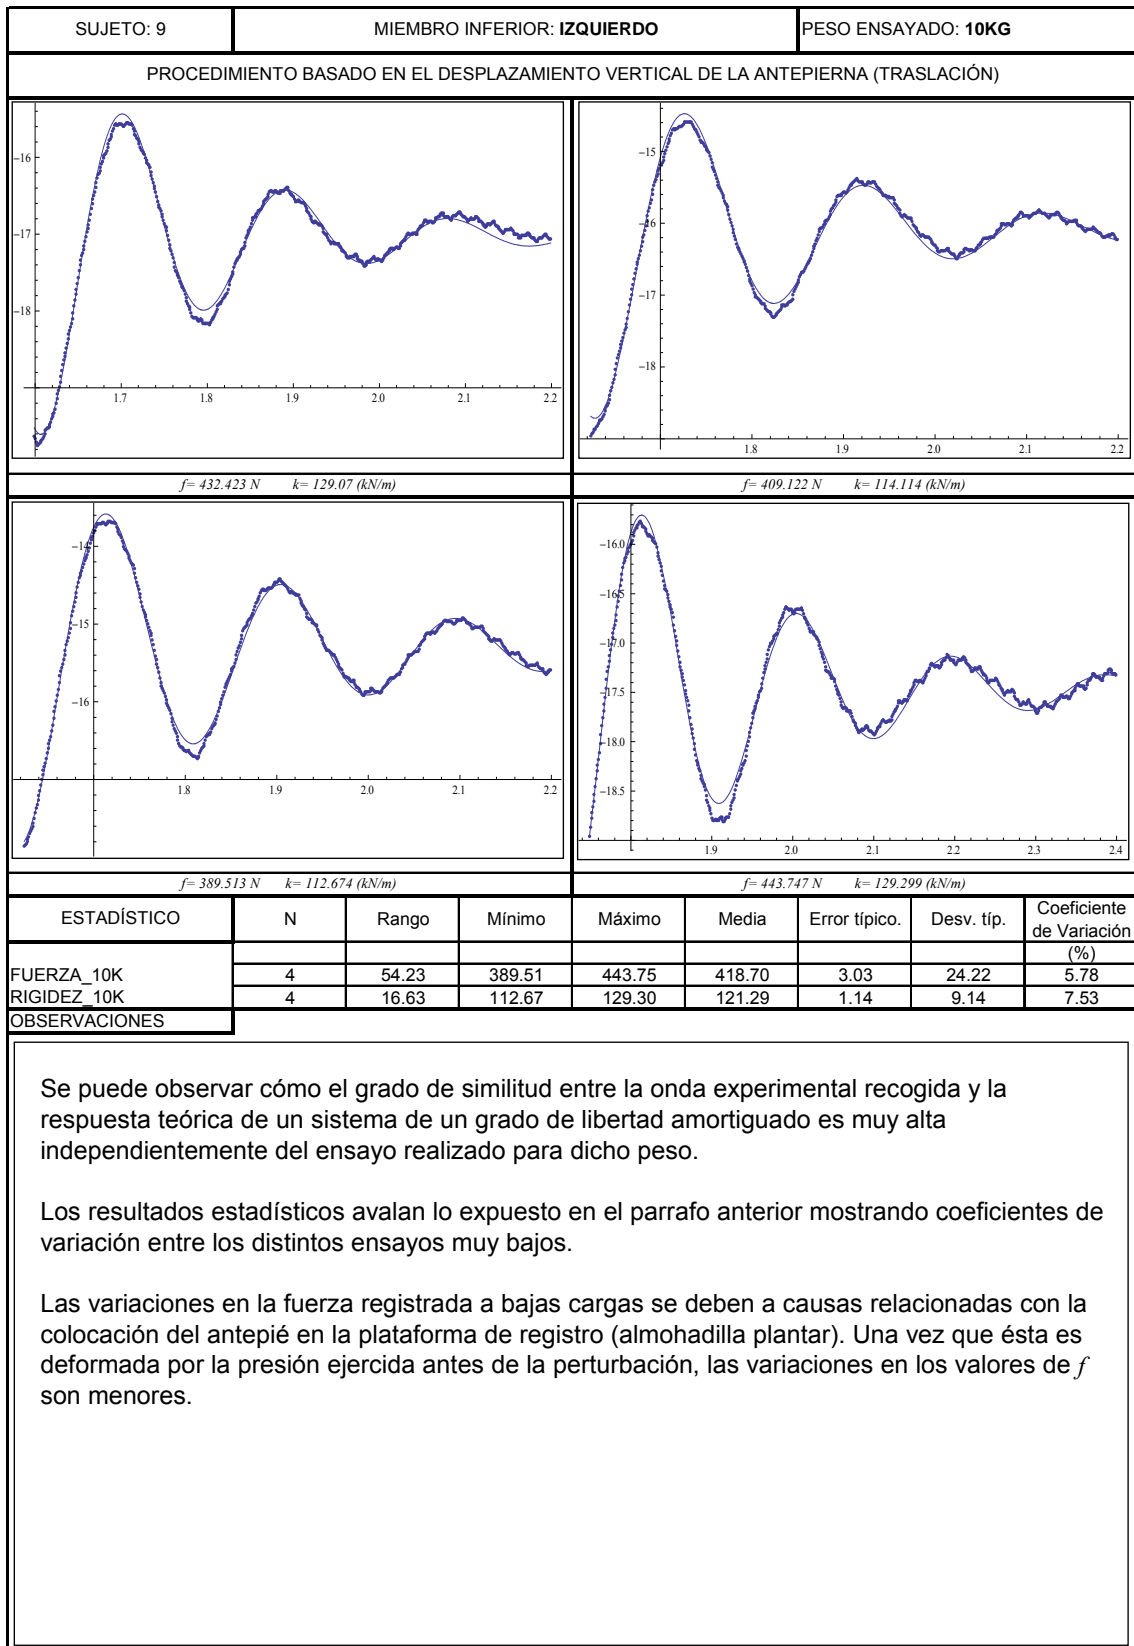 SUJETO: 9 MIEMBRO INFERIOR: IZQUIERDO PESO ENSAYADO: 10KG
PROCEDIMIENTO BASADO EN EL DESPLAZAMIENTO VERTICAL DE LA ANTEPIERNA (TRASLACIÓN)
−16
−17
−18
1.7 1.8 1.9 2.0 2.1 2.2
−15
−16
−17
−18
1.8 1.9 2.0 2.1 2.2
f= 432.423 N k= 129.07 (kN/m)
f= 409.122 N k= 114.114 (kN/m)
−14
−15
−16
1.8 1.9 2.0 2.1 2.2
−16.0
−16.5
−17.0
−17.5
−18.0
−18.5
1.9 2.0 2.1 2.2 2.3 2.4
f= 389.513 N k= 112.674 (kN/m)
f= 443.747 N k= 129.299 (kN/m)
ESTADÍSTICO N Rango Mínimo Máximo Media Error típico. Desv. típ. Coeficiente de Variación
(%)
FUERZA_10K 4 54.23 389.51 443.75 418.70 3.03 24.22 5.78
RIGIDEZ_10K 4 16.63 112.67 129.30 121.29 1.14 9.14 7.53
OBSERVACIONES
Se puede observar cómo el grado de similitud entre la onda experimental recogida y la
respuesta teórica de un sistema de un grado de libertad amortiguado es muy alta
independientemente del ensayo realizado para dicho peso.
Los resultados estadísticos avalan lo expuesto en el parrafo anterior mostrando coeficientes de
variación entre los distintos ensayos muy bajos.
Las variaciones en la fuerza registrada a bajas cargas se deben a causas relacionadas con la
colocación del antepié en la plataforma de registro (almohadilla plantar). Una vez que ésta es
deformada por la presión ejercida antes de la perturbación, las variaciones en los valores de f
son menores.